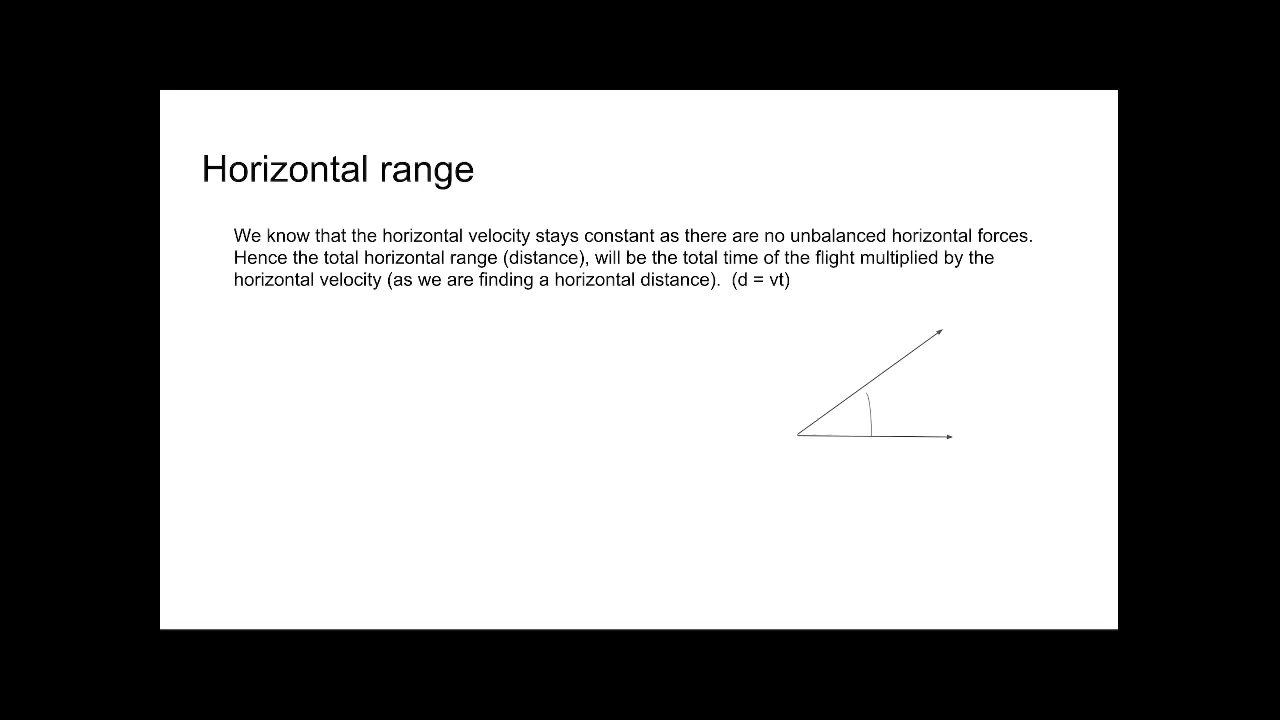 Horizontal range
We know that the horizontal velocity stays constant as there are no unbalanced horizontal forces.
Hence the total horizontal range (distance), will be the total time of the flight multiplied by the
horizontal velocity (as we are finding a horizontal distance).  (d = vt)